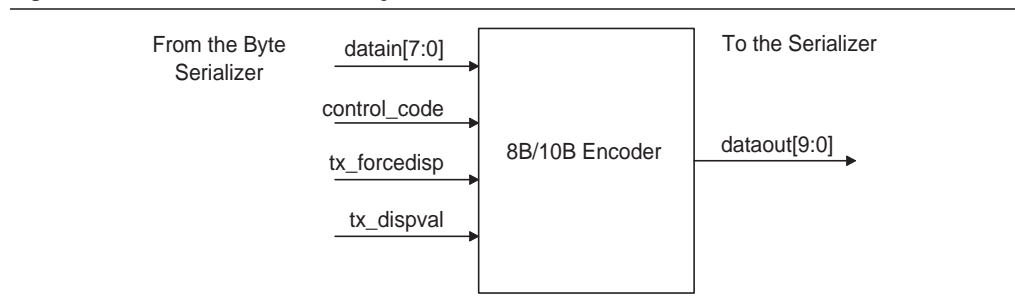 From the Byte
Serializer
datain[7:0]
control_code
tx_forcedisp
tx_dispval
8B/10B Encoder
To the Serializer
dataout[9:0]